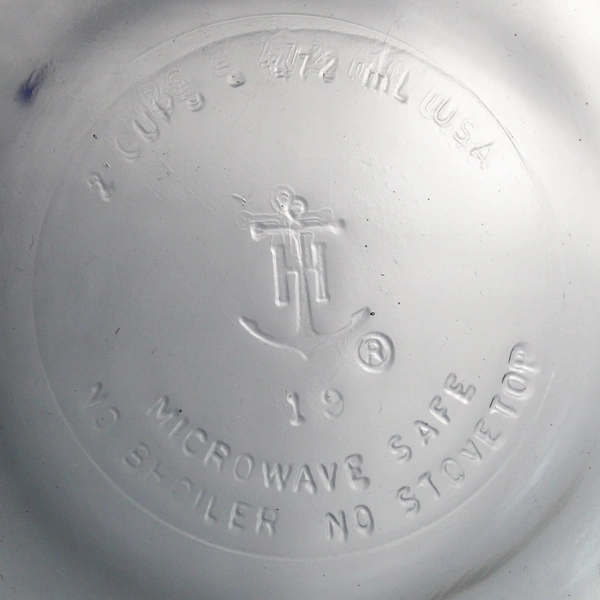 2 CUPS • 472 mL USA
H ®
19
MICROWAVE SAFE
NO BROILER NO STOVETOP